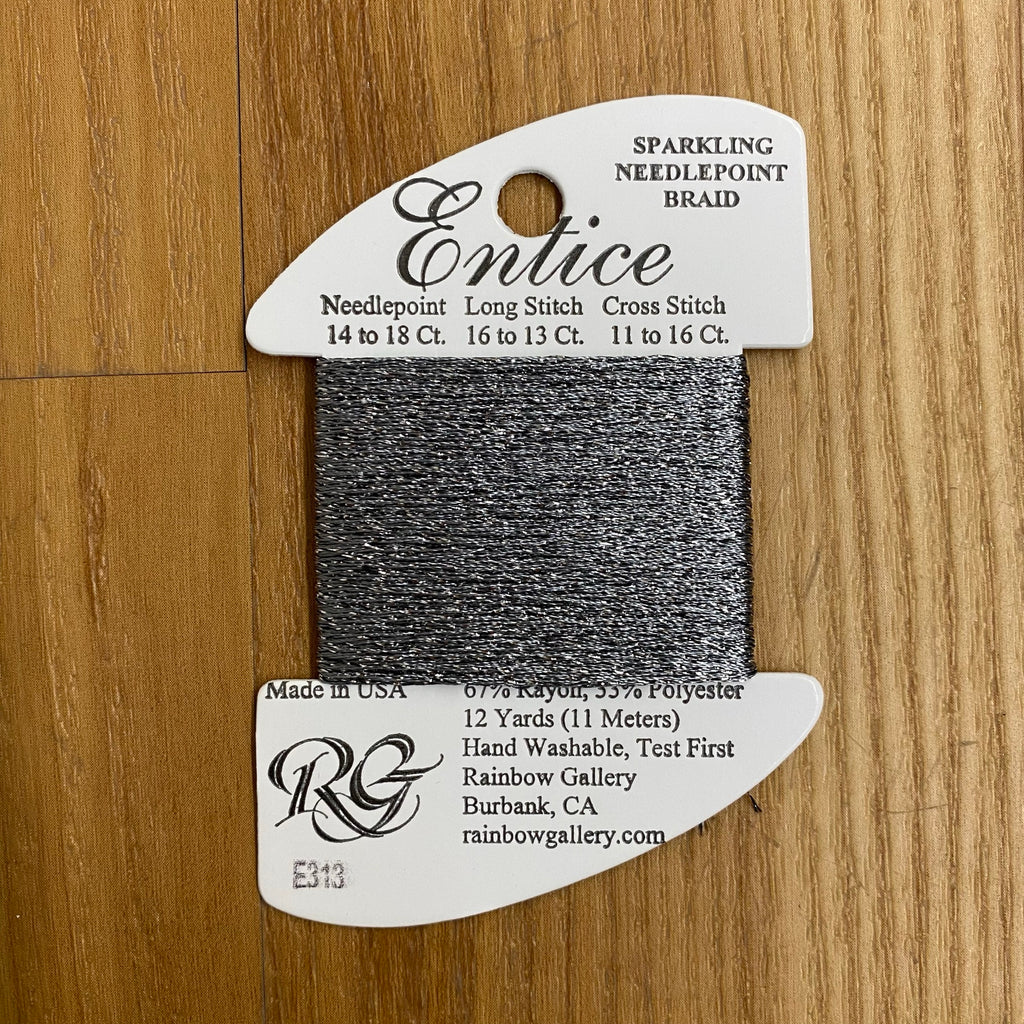 SPARKLING
NEEDLEPOINT
BRAID
Entice
Needlepoint Long Stitch Cross Stitch
14 to 18 Ct. 16 to 13 Ct. 11 to 16 Ct.
Made in USA 67% Rayon, 33% Polyester
12 Yards (11 Meters)
Hand Washable, Test First
Rainbow Gallery
Burbank, CA
rainbowgallery.com
RG
E313